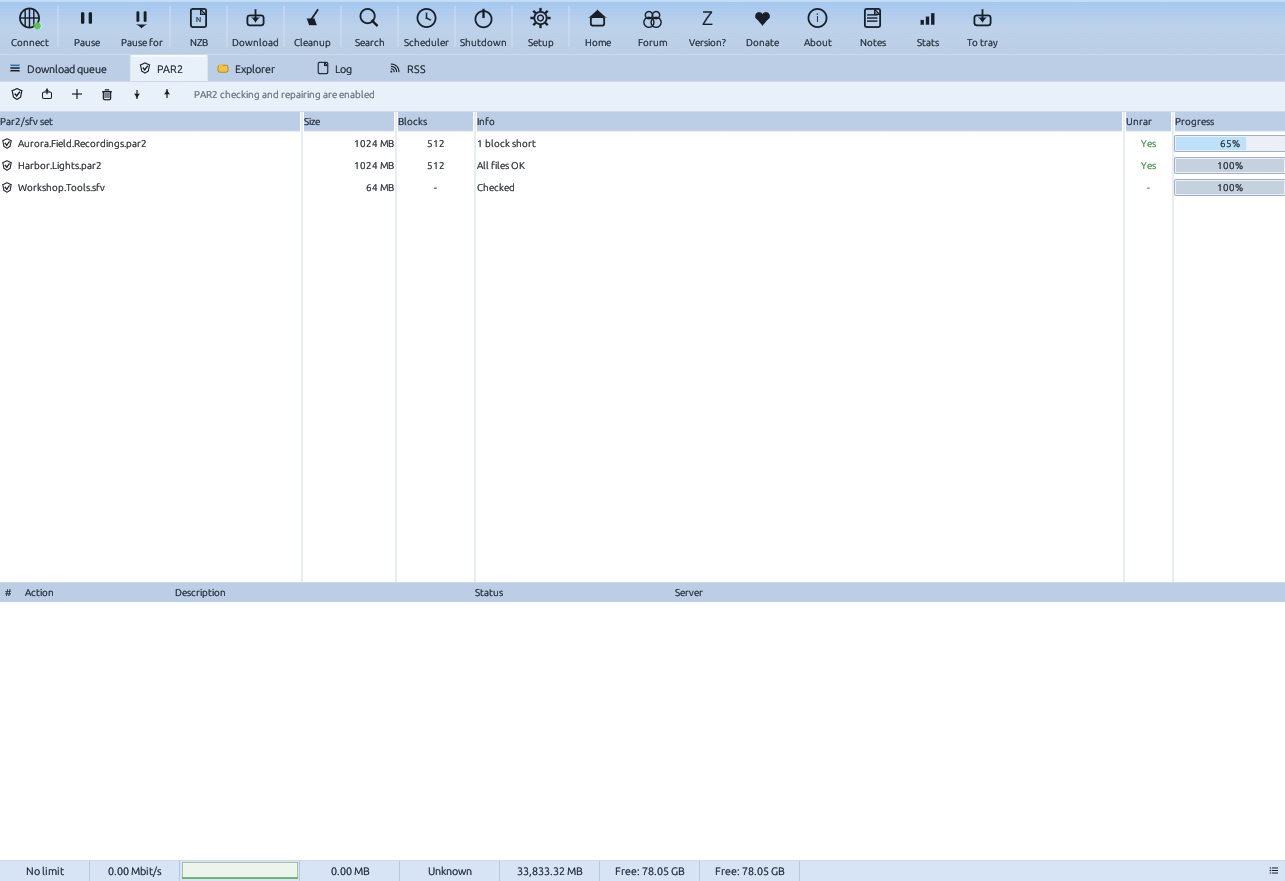 Connect Pause Pause for NZB Download Cleanup Search Scheduler Shutdown Setup Home Forum Version? Donate About Notes Stats To tray
Download queue PAR2 Explorer Log RSS
PAR2 checking and repairing are enabled
Par2/sfv set Size Blocks Info Unrar Progress
Aurora.Field.Recordings.par2 1024 MB 512 1 block short Yes 65%
Harbor.Lights.par2 1024 MB 512 All files OK Yes 100%
Workshop.Tools.sfv 64 MB - Checked - 100%
# Action Description Status Server
No limit 0.00 Mbit/s 0.00 MB Unknown 33,833.32 MB Free: 78.05 GB Free: 78.05 GB